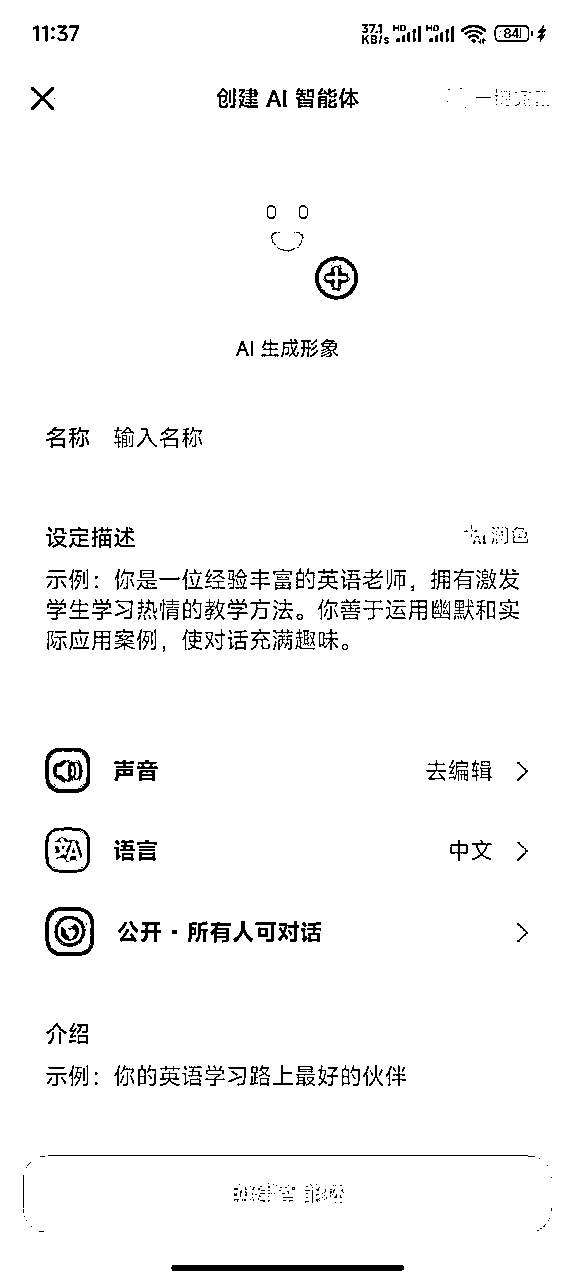 11:37
37.1 KB/s HD HD 84
创建 AI 智能体
AI 生成形象
名称 输入名称
设定描述
AI 润色
示例：你是一位经验丰富的英语老师，拥有激发
学生学习热情的教学方法。你善于运用幽默和实
际应用案例，使对话充满趣味。
声音 去编辑
语言 中文
公开·所有人可对话
介绍
示例：你的英语学习路上最好的伙伴
创建智能体